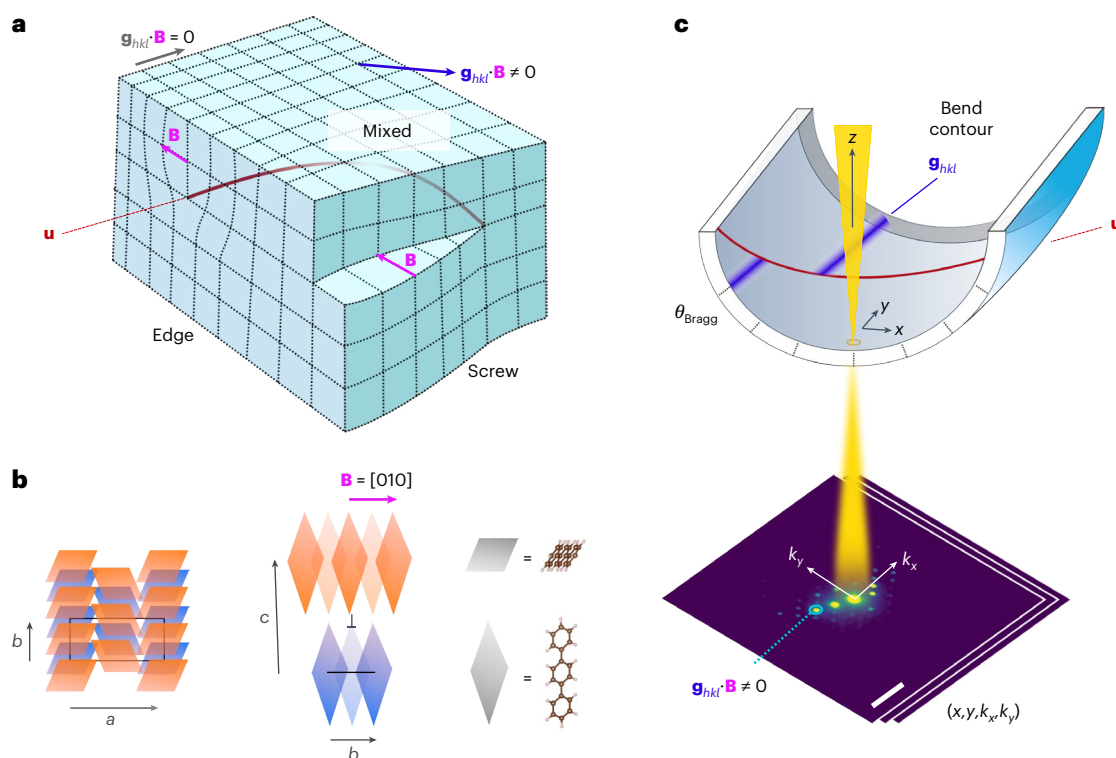 a
g_hkl·B = 0
g_hkl·B ≠ 0
Mixed
B
u
B
Edge
Screw
b
B = [010]
b
a
c
b
=
=
c
Bend
contour
z
g_hkl
u
θ_Bragg
y
x
k_y
k_x
g_hkl·B ≠ 0
(x,y,k_x,k_y)